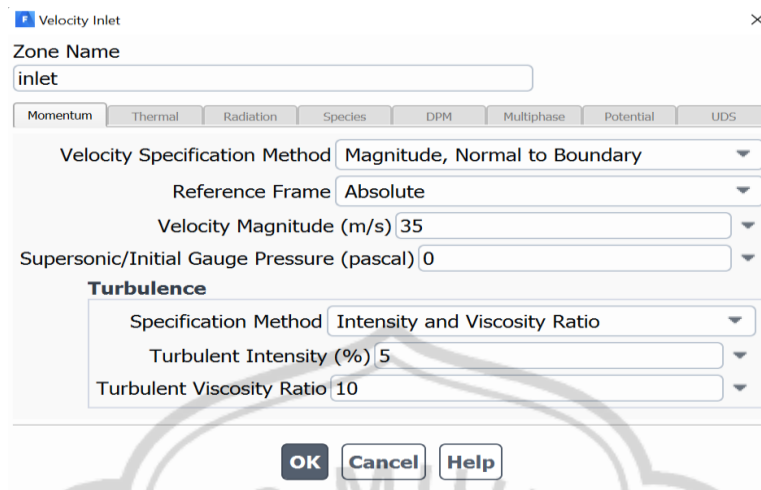 Velocity Inlet
Zone Name
inlet
Momentum Thermal Radiation Species DPM Multiphase Potential UDS
Velocity Specification Method Magnitude, Normal to Boundary
Reference Frame Absolute
Velocity Magnitude (m/s) 35
Supersonic/Initial Gauge Pressure (pascal) 0
Turbulence
Specification Method Intensity and Viscosity Ratio
Turbulent Intensity (%) 5
Turbulent Viscosity Ratio 10
OK Cancel Help